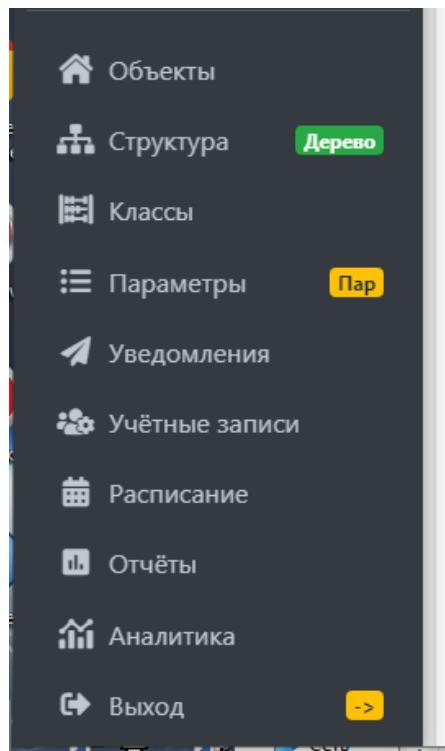 Объекты
Структура Дерево
Классы
Параметры Пар
Уведомления
Учётные записи
Расписание
Отчёты
Аналитика
Выход ->